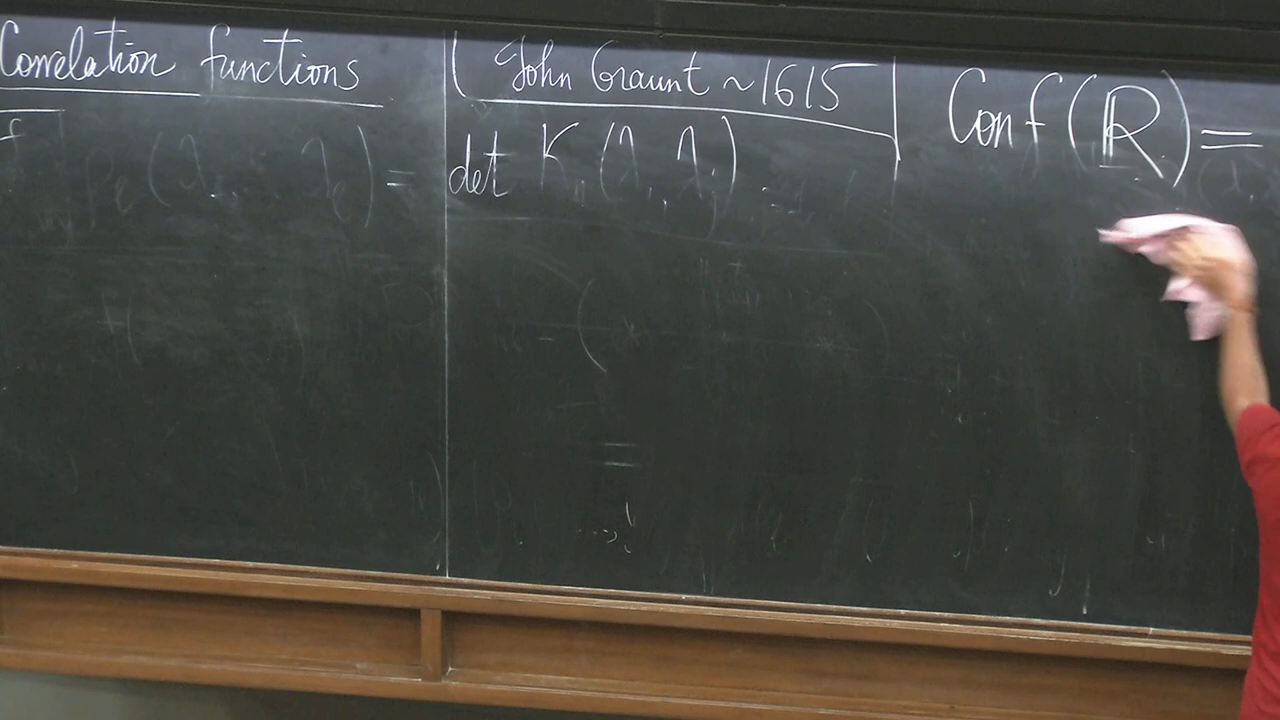 Correlation functions
ρ_ℓ(λ_1, ... λ_ℓ) =
John Graunt ~1615
det K_n(λ_i, λ_j)
=
Conf(ℝ) =